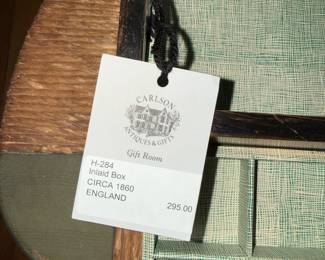 CARLSON
ANTIQUES & GIFTS
Gift Room
H-284
Inlaid Box
CIRCA 1860
ENGLAND
295.00